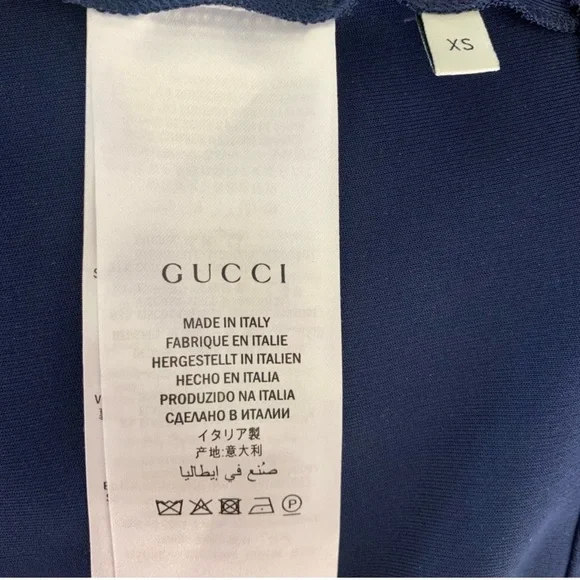 XS
GUCCI
MADE IN ITALY
FABRIQUE EN ITALIE
HERGESTELLT IN ITALIEN
HECHO EN ITALIA
PRODUZIDO NA ITALIA
СДЕЛАНО В ИТАЛИИ
イタリア製
产地:意大利
صُنع في إيطاليا
P